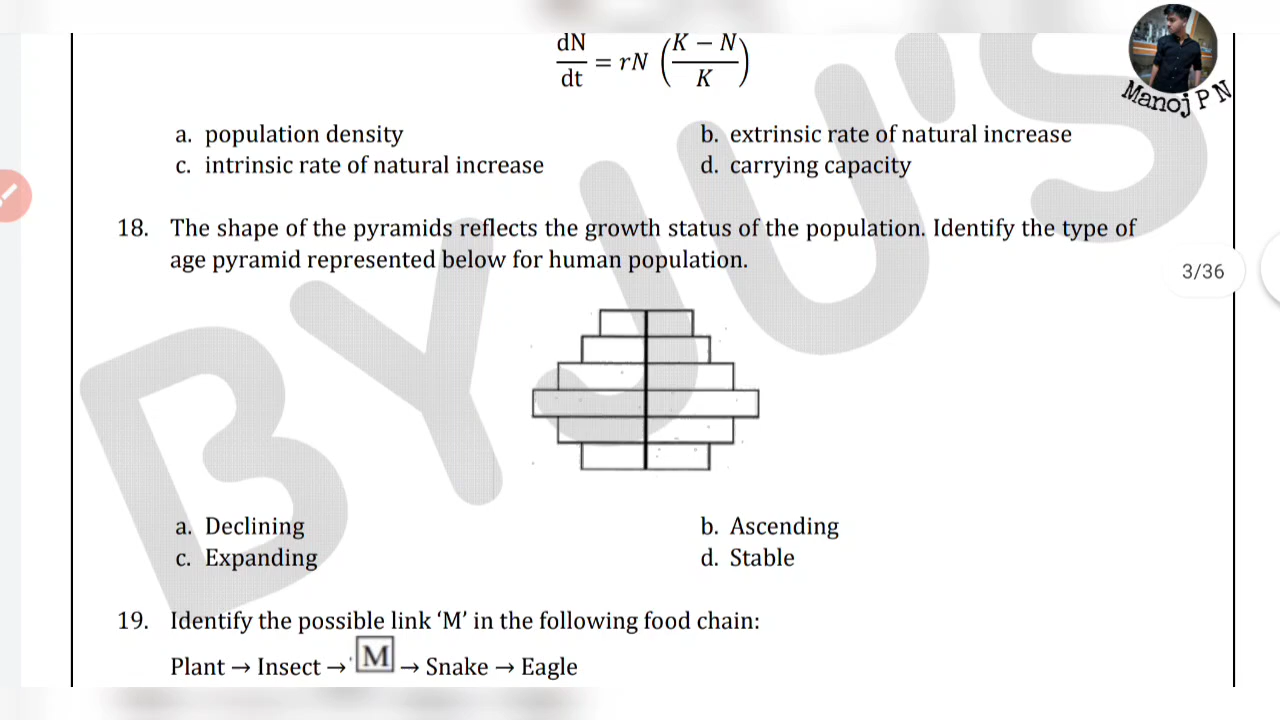 dN/dt = rN (K − N / K)
a. population density
b. extrinsic rate of natural increase
c. intrinsic rate of natural increase
d. carrying capacity
Manoj P N
18. The shape of the pyramids reflects the growth status of the population. Identify the type of
age pyramid represented below for human population.
3/36
BYJU'S
a. Declining
b. Ascending
c. Expanding
d. Stable
19. Identify the possible link ‘M’ in the following food chain:
Plant → Insect → M → Snake → Eagle